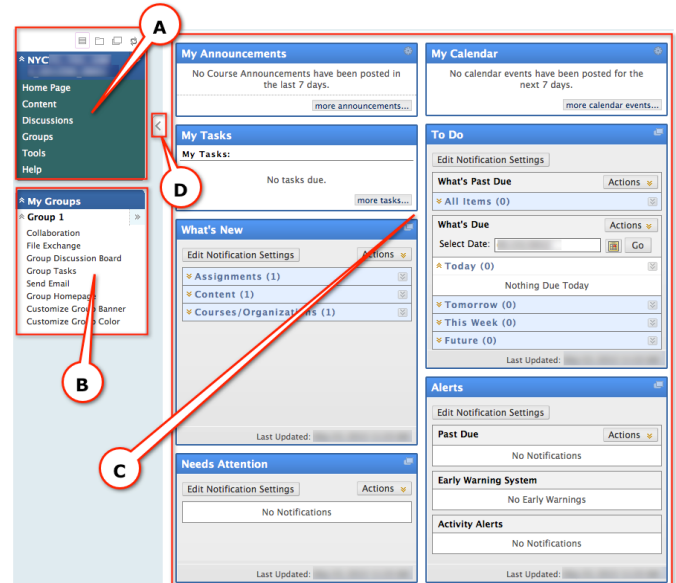 A
NYC
Home Page
Content
Discussions
Groups
Tools
Help
D
My Groups
Group 1
Collaboration
File Exchange
Group Discussion Board
Group Tasks
Send Email
Group Homepage
Customize Group Banner
Customize Group Color
B
C
My Announcements
No Course Announcements have been posted in
the last 7 days.
more announcements...
My Tasks
My Tasks:
No tasks due.
more tasks...
What's New
Edit Notification Settings
Actions
Assignments (1)
Content (1)
Courses/Organizations (1)
Last Updated:
Needs Attention
Edit Notification Settings
Actions
No Notifications
Last Updated:
My Calendar
No calendar events have been posted for the
next 7 days.
more calendar events...
To Do
Edit Notification Settings
What's Past Due
Actions
All Items (0)
What's Due
Actions
Select Date:
Go
Today (0)
Nothing Due Today
Tomorrow (0)
This Week (0)
Future (0)
Last Updated:
Alerts
Edit Notification Settings
Past Due
Actions
No Notifications
Early Warning System
No Early Warnings
Activity Alerts
No Notifications
Last Updated: